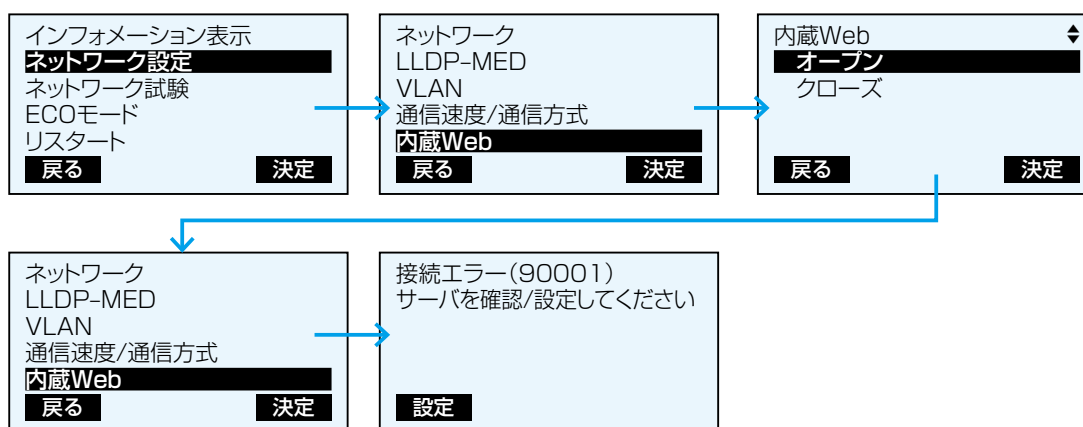 インフォメーション表示
ネットワーク設定
ネットワーク試験
ECOモード
リスタート
戻る 決定
ネットワーク
LLDP-MED
VLAN
通信速度/通信方式
内蔵Web
戻る 決定
内蔵Web
オープン
クローズ
戻る 決定
ネットワーク
LLDP-MED
VLAN
通信速度/通信方式
内蔵Web
戻る 決定
接続エラー(90001)
サーバを確認/設定してください
設定